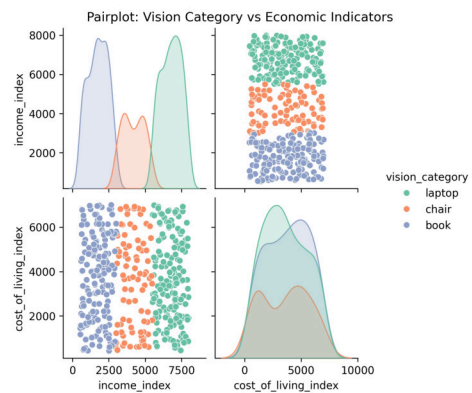 Pairplot: Vision Category vs Economic Indicators
8000
6000
4000
2000
income_index
vision_category
laptop
chair
book
6000
4000
2000
cost_of_living_index
0 2500 5000 7500
income_index
0 5000 10000
cost_of_living_index